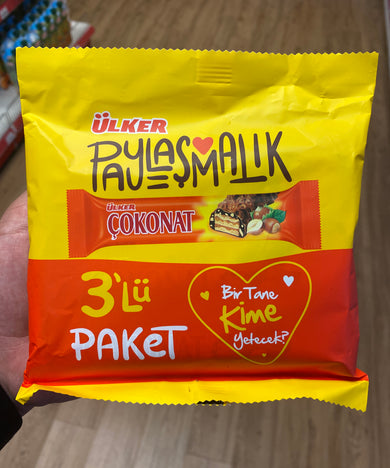 ÜLKER
PAYLAŞMALIK
ÜLKER
ÇOKONAT
3'LÜ
PAKET
Bir Tane
Kime
Yetecek?